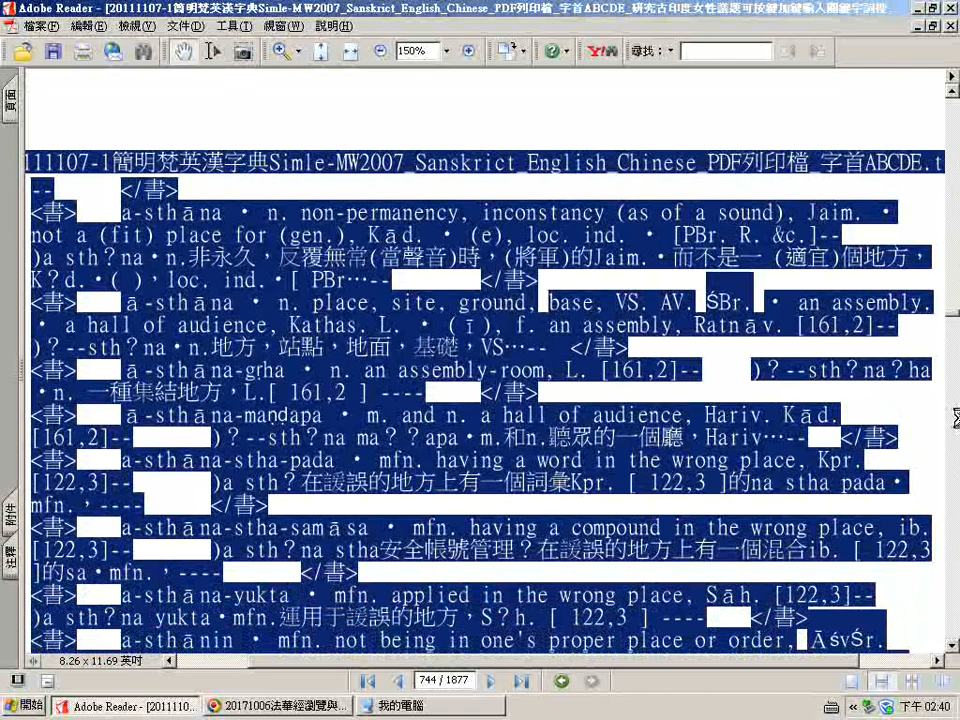 Adobe Reader - [20111107-1簡明梵英漢字典Simle-MW2007_Sanskrict_English_Chinese_PDF列印檔_字首ABCDE_研究古印度女性議題可按鍵加鍵輸入關鍵字詞檢
檔案(F) 編輯(E) 檢視(V) 文件(D) 工具(T) 視窗(W) 說明(H)
150% Y! 尋找：
頁面
111107-1簡明梵英漢字典Simle-MW2007_Sanskrict_English_Chinese_PDF列印檔_字首ABCDE.t
-- </書>
<書> a-sthāna • n. non-permanency, inconstancy (as of a sound), Jaim. •
not a (fit) place for (gen.), Kād. • (e), loc. ind. • [PBr. R. &c.]--
)a sth？na•n.非永久，反覆無常(當聲音)時，(將軍)的Jaim.•而不是一 (適宜)個地方，
K？d.•( ), loc. ind.•[ PBr…-- </書>
<書> ā-sthāna • n. place, site, ground, base, VS. AV. ŚBr. • an assembly.
• a hall of audience, Kathas. L. • (ī), f. an assembly, Ratnāv. [161,2]--
)？--sth？na•n.地方，站點，地面，基礎，VS…-- </書>
<書> ā-sthāna-gṛha • n. an assembly-room, L. [161,2]-- )？--sth？na？ha
•n. 一種集結地方，L.[ 161,2 ] ---- </書>
<書> ā-sthāna-maṇḍapa • m. and n. a hall of audience, Hariv. Kād.
[161,2]-- )？--sth？na ma？？apa•m.和n.聽眾的一個廳，Hariv…-- </書>
<書> a-sthāna-stha-pada • mfn. having a word in the wrong place, Kpr.
[122,3]-- )a sth？在謾誤的地方上有一個詞彙Kpr. [ 122,3 ]的na stha pada•
mfn.，---- </書>
<書> a-sthāna-stha-samāsa • mfn. having a compound in the wrong place, ib.
[122,3]-- )a sth？na stha安全帳號管理？在謾誤的地方上有一個混合ib. [ 122,3
]的sa•mfn.，---- </書>
<書> a-sthāna-yukta • mfn. applied in the wrong place, Sāh. [122,3]--
)a sth？na yukta•mfn.運用于謾誤的地方，S？h. [ 122,3 ] ---- </書>
<書> a-sthānin • mfn. not being in one's proper place or order, ĀśvŚr.
附件
注釋
8.26 x 11.69 英吋
744 / 1877
開始 Adobe Reader - [2011110... 20171006法華經瀏覽與... 我的電腦 下午 02:40